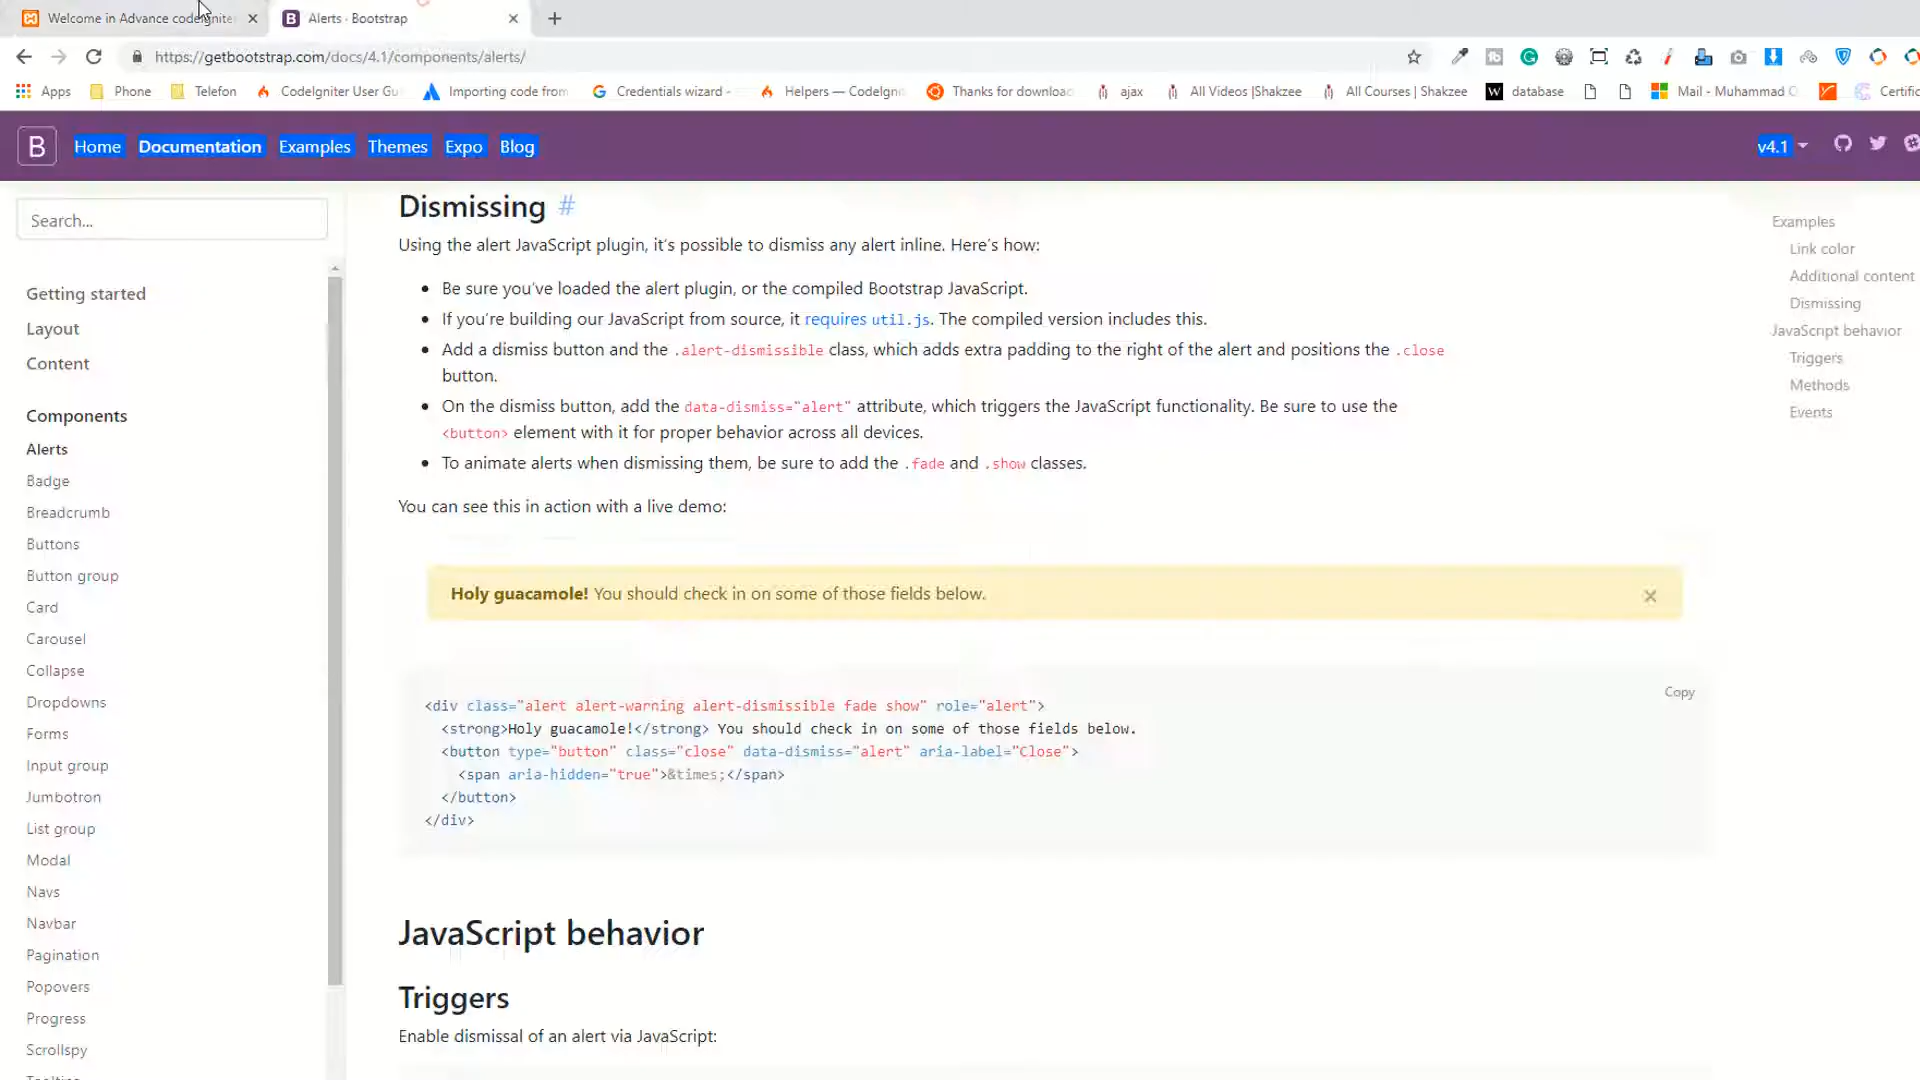 Welcome in Advance codeignite
Alerts · Bootstrap
https://getbootstrap.com/docs/4.1/components/alerts/
Apps
Phone
Telefon
CodeIgniter User Gu
Importing code from
Credentials wizard -
Helpers — CodeIgn
Thanks for downloa
ajax
All Videos |Shakzee
All Courses | Shakzee
database
Mail - Muhammad
Certific
B Home Documentation Examples Themes Expo Blog
v4.1
Search...
Getting started
Layout
Content
Components
Alerts
Badge
Breadcrumb
Buttons
Button group
Card
Carousel
Collapse
Dropdowns
Forms
Input group
Jumbotron
List group
Modal
Navs
Navbar
Pagination
Popovers
Progress
Scrollspy
Dismissing #
Using the alert JavaScript plugin, it’s possible to dismiss any alert inline. Here’s how:
• Be sure you’ve loaded the alert plugin, or the compiled Bootstrap JavaScript.
• If you’re building our JavaScript from source, it requires util.js. The compiled version includes this.
• Add a dismiss button and the .alert-dismissible class, which adds extra padding to the right of the alert and positions the .close
button.
• On the dismiss button, add the data-dismiss="alert" attribute, which triggers the JavaScript functionality. Be sure to use the
<button> element with it for proper behavior across all devices.
• To animate alerts when dismissing them, be sure to add the .fade and .show classes.
You can see this in action with a live demo:
Holy guacamole! You should check in on some of those fields below. ×
Copy
<div class="alert alert-warning alert-dismissible fade show" role="alert">
<strong>Holy guacamole!</strong> You should check in on some of those fields below.
<button type="button" class="close" data-dismiss="alert" aria-label="Close">
<span aria-hidden="true">&times;</span>
</button>
</div>
JavaScript behavior
Triggers
Enable dismissal of an alert via JavaScript:
Examples
Link color
Additional content
Dismissing
JavaScript behavior
Triggers
Methods
Events